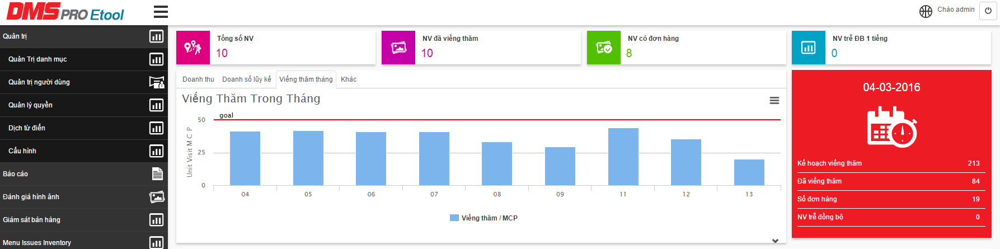 DMS PRO Etool
Chào admin
Quản trị
Quản Trị danh mục
Quản trị người dùng
Quản lý quyền
Dịch từ điển
Cấu hình
Báo cáo
Đánh giá hình ảnh
Giám sát bán hàng
Menu Issues Inventory
Tổng số NV
10
NV đã viếng thăm
10
NV có đơn hàng
8
NV trễ ĐB 1 tiếng
0
Doanh thu Doanh số lũy kế Viếng thăm tháng Khác
Viếng Thăm Trong Tháng
goal
50
25
0
Unit Visit M C P
04 05 06 07 08 09 11 12 13
Viếng thăm / MCP
04-03-2016
Kế hoạch viếng thăm 213
Đã viếng thăm 84
Số đơn hàng 19
NV trễ đồng bộ 0